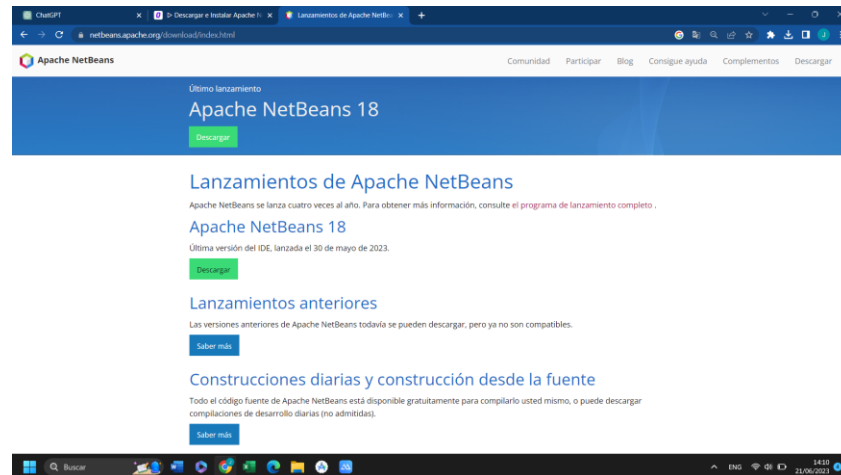 ChatGPT
Descargar e Instalar Apache N
Lanzamientos de Apache NetBea
netbeans.apache.org/download/index.html
Apache NetBeans
Comunidad Participar Blog Consigue ayuda Complementos Descargar
Último lanzamiento
Apache NetBeans 18
Descargar
Lanzamientos de Apache NetBeans
Apache NetBeans se lanza cuatro veces al año. Para obtener más información, consulte el programa de lanzamiento completo .
Apache NetBeans 18
Última versión del IDE, lanzada el 30 de mayo de 2023.
Descargar
Lanzamientos anteriores
Las versiones anteriores de Apache NetBeans todavía se pueden descargar, pero ya no son compatibles.
Saber más
Construcciones diarias y construcción desde la fuente
Todo el código fuente de Apache NetBeans está disponible gratuitamente para compilarlo usted mismo, o puede descargar
compilaciones de desarrollo diarias (no admitidas).
Saber más
Buscar
ENG
14:10
21/06/2023